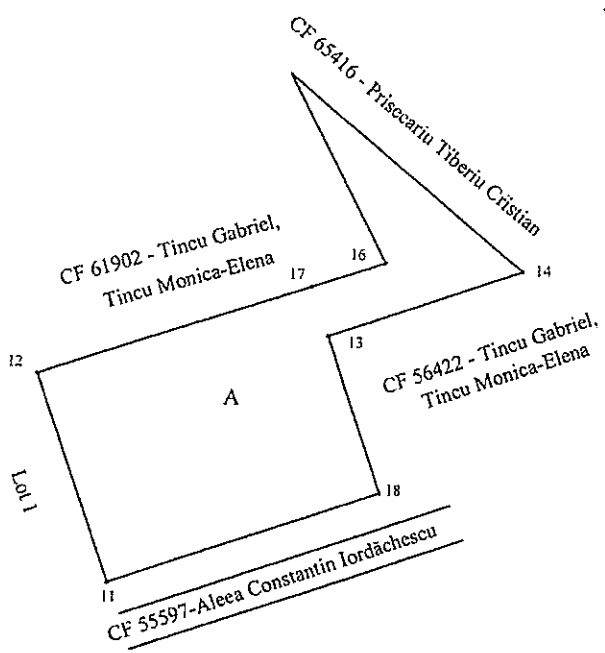 CF 65416 - Priseçariu Tiberiu Cristian
CF 61902 - Tincu Gabriel,
Tincu Monica-Elena
17
16
14
13
12
CF 56422 - Tincu Gabriel,
Tincu Monica-Elena
A
Lot 1
18
11
CF 55597-Aleea Constantin Iordăchescu